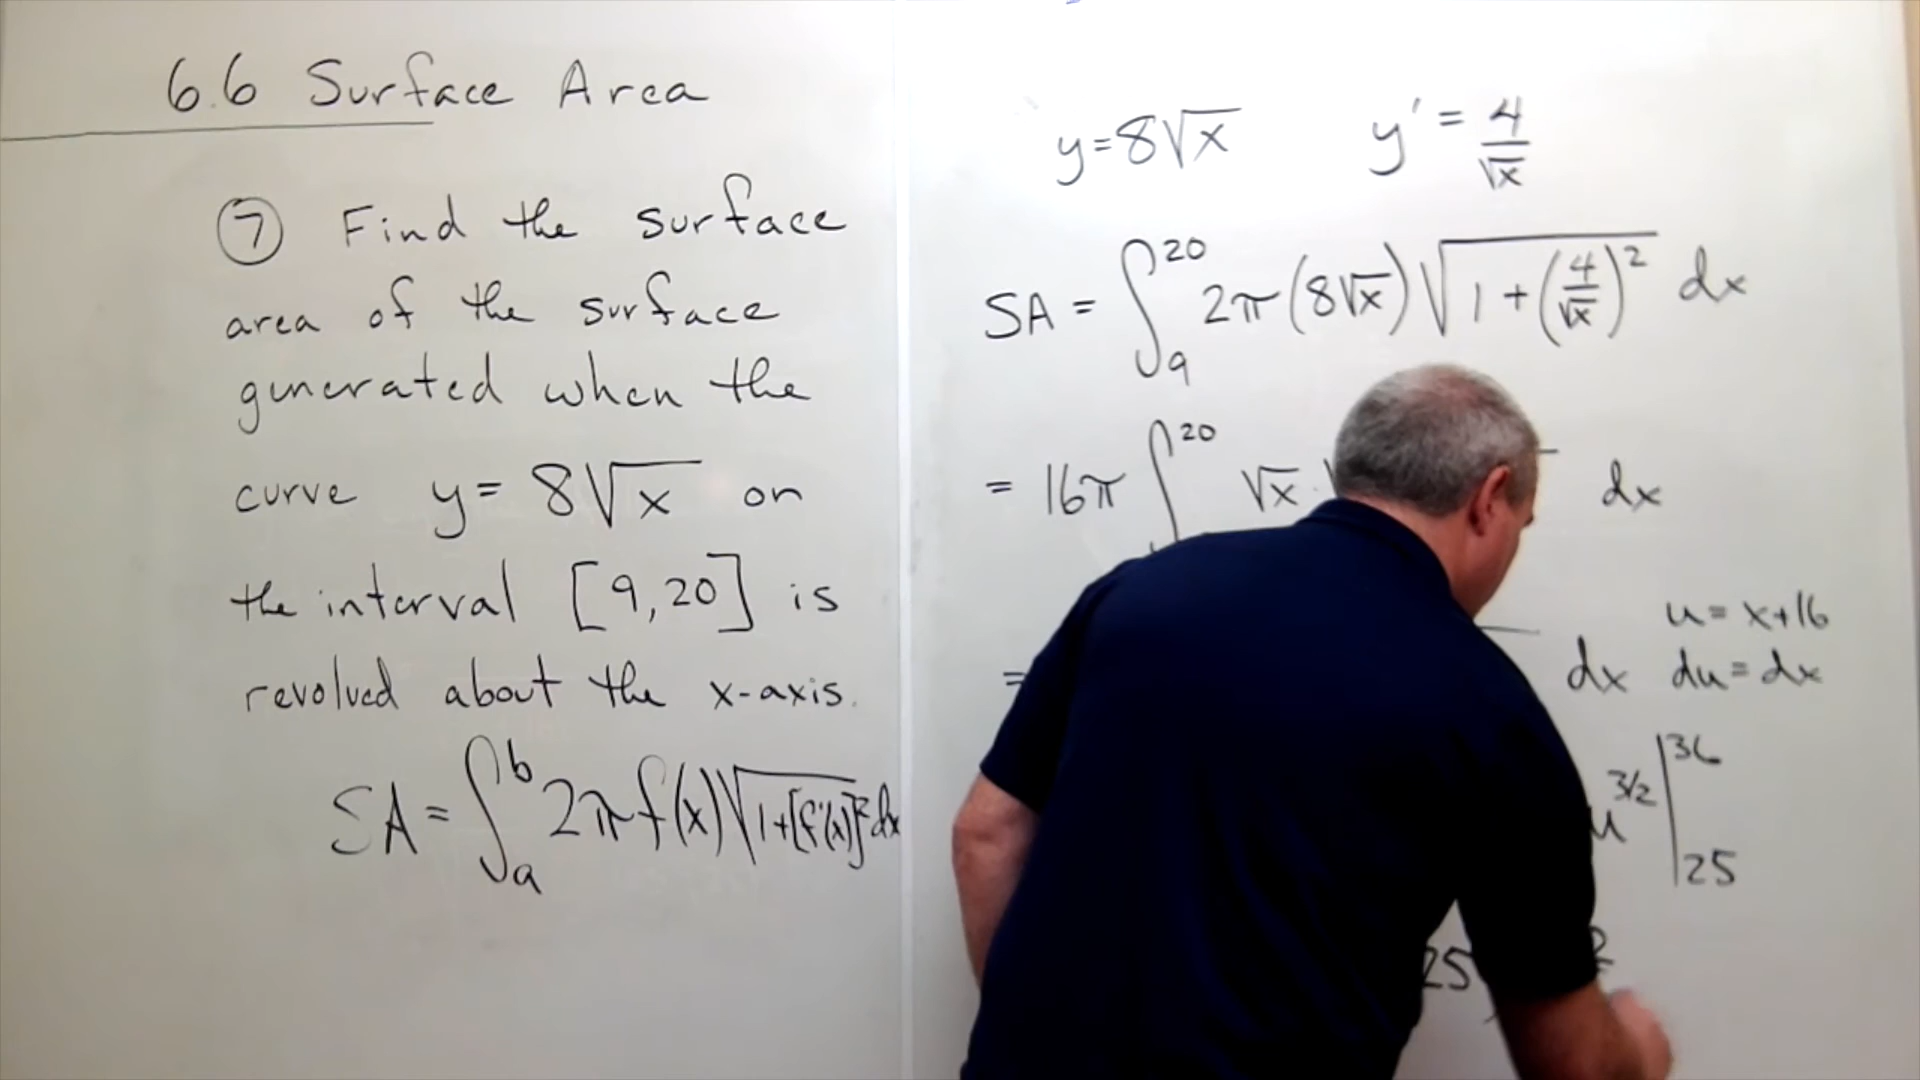 6.6 Surface Area
⑦ Find the surface
area of the surface
generated when the
curve y = 8√x on
the interval [9,20] is
revolved about the x-axis.
SA = ∫_a^b 2π f(x) √(1+[f'(x)]²) dx
y = 8√x y' = 4/√x
SA = ∫_9^20 2π (8√x) √(1 + (4/√x)²) dx
= 16π ∫^20 √x · dx
u = x+16
= dx du = dx
u^(3/2) |_25^36
25